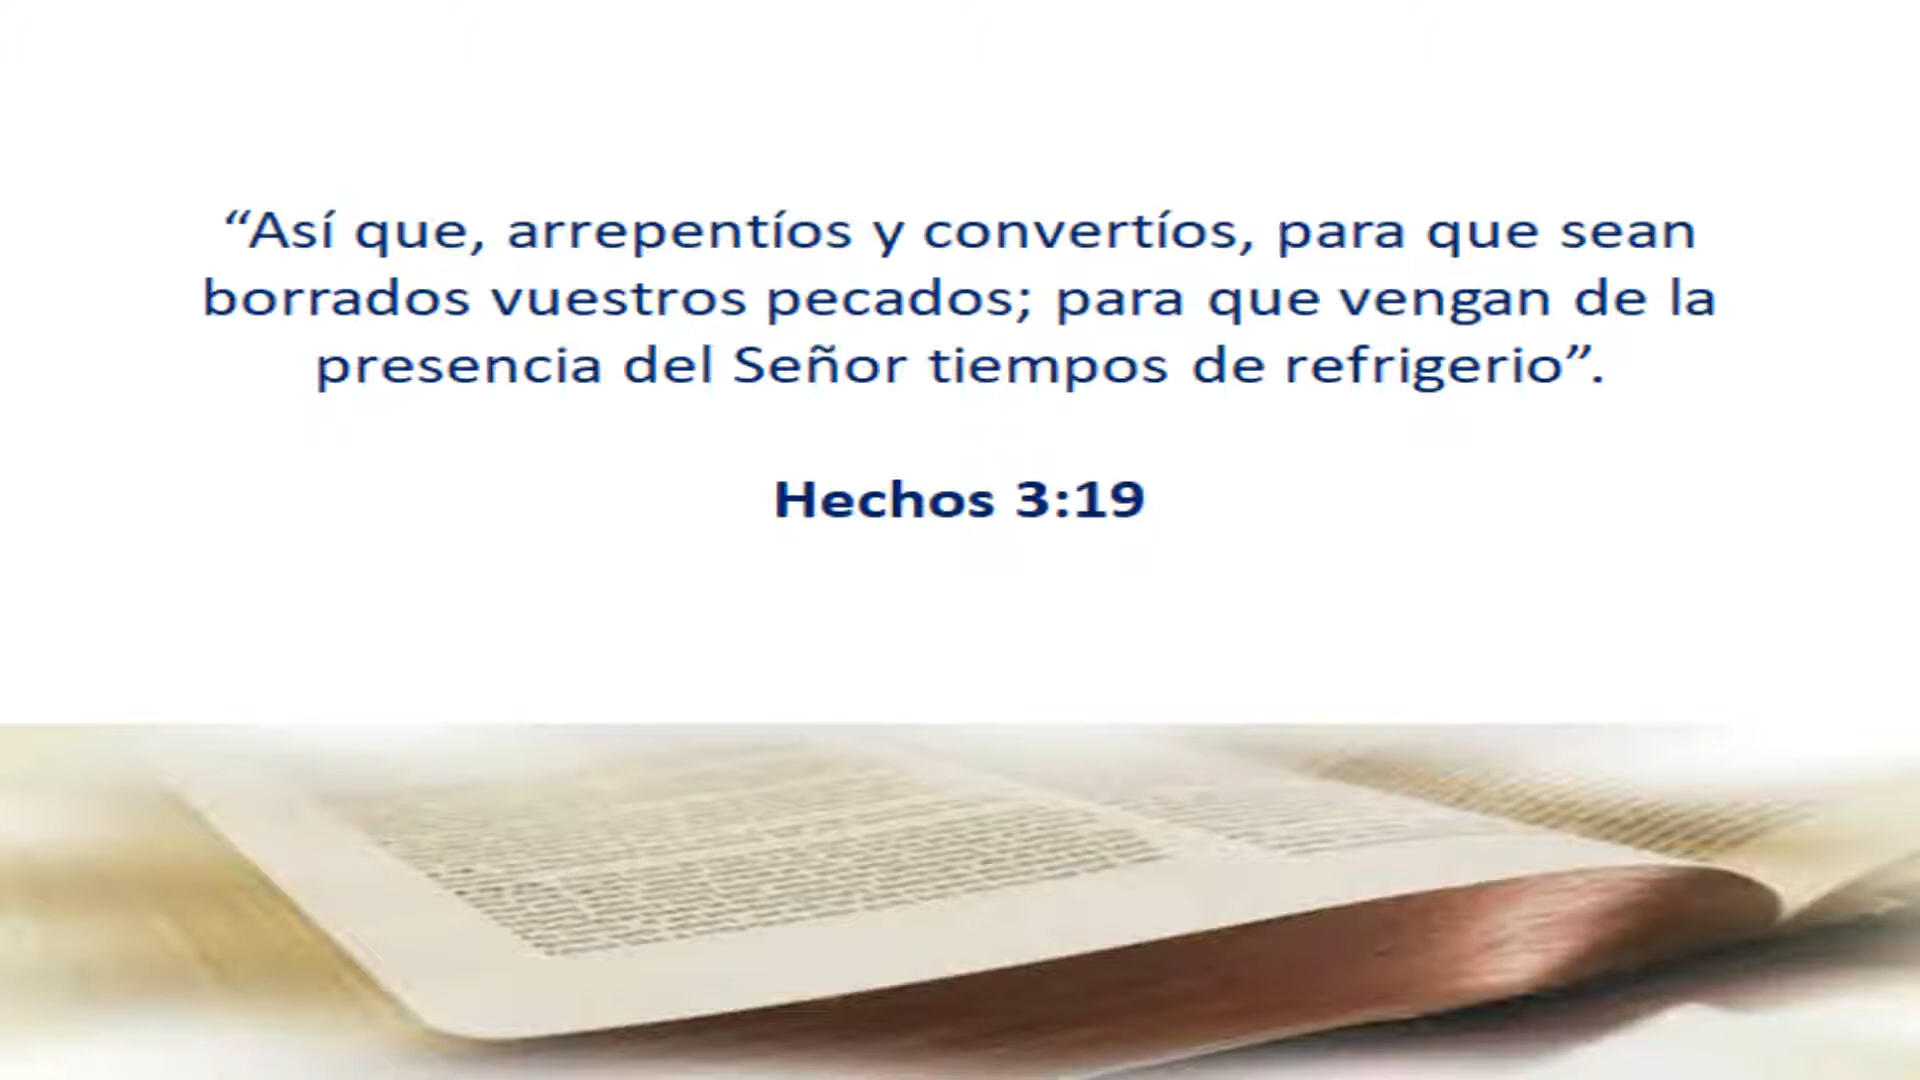 “Así que, arrepentíos y convertíos, para que sean
borrados vuestros pecados; para que vengan de la
presencia del Señor tiempos de refrigerio”.
Hechos 3:19